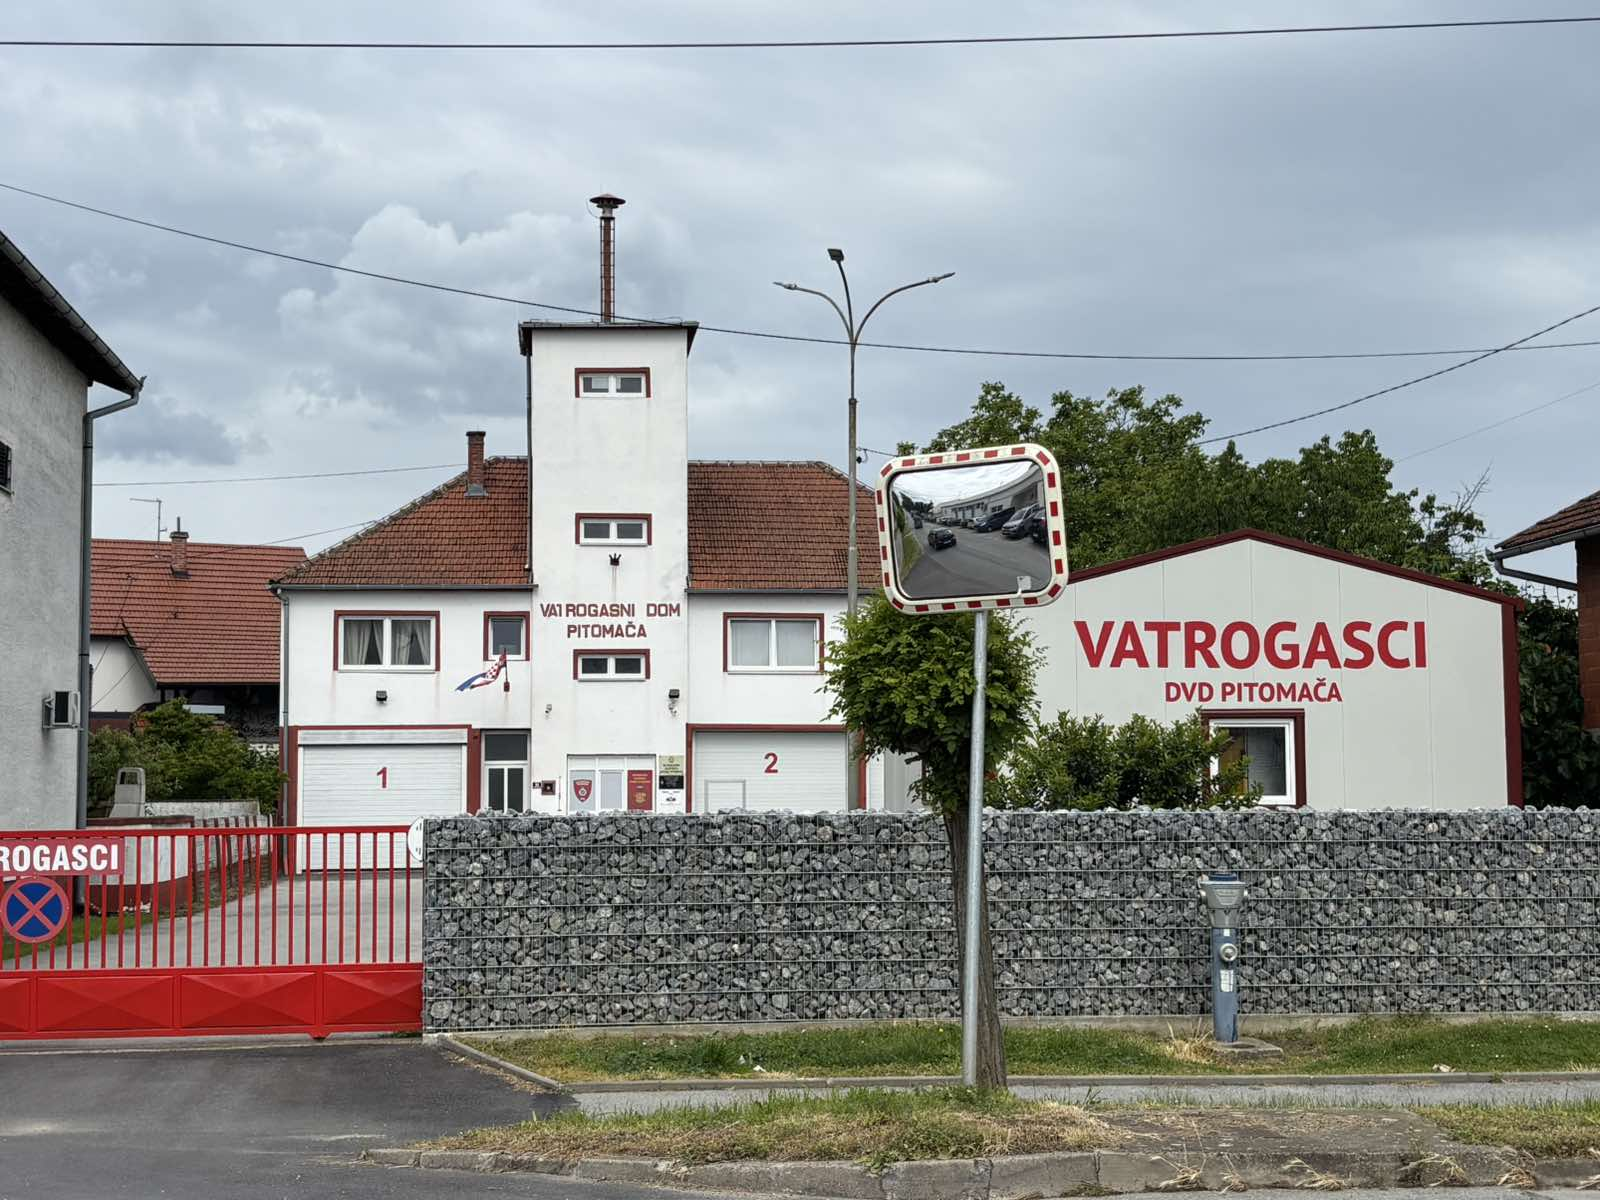 VATROGASNI DOM
PITOMAČA
VATROGASCI
DVD PITOMAČA
1
2
ROGASCI